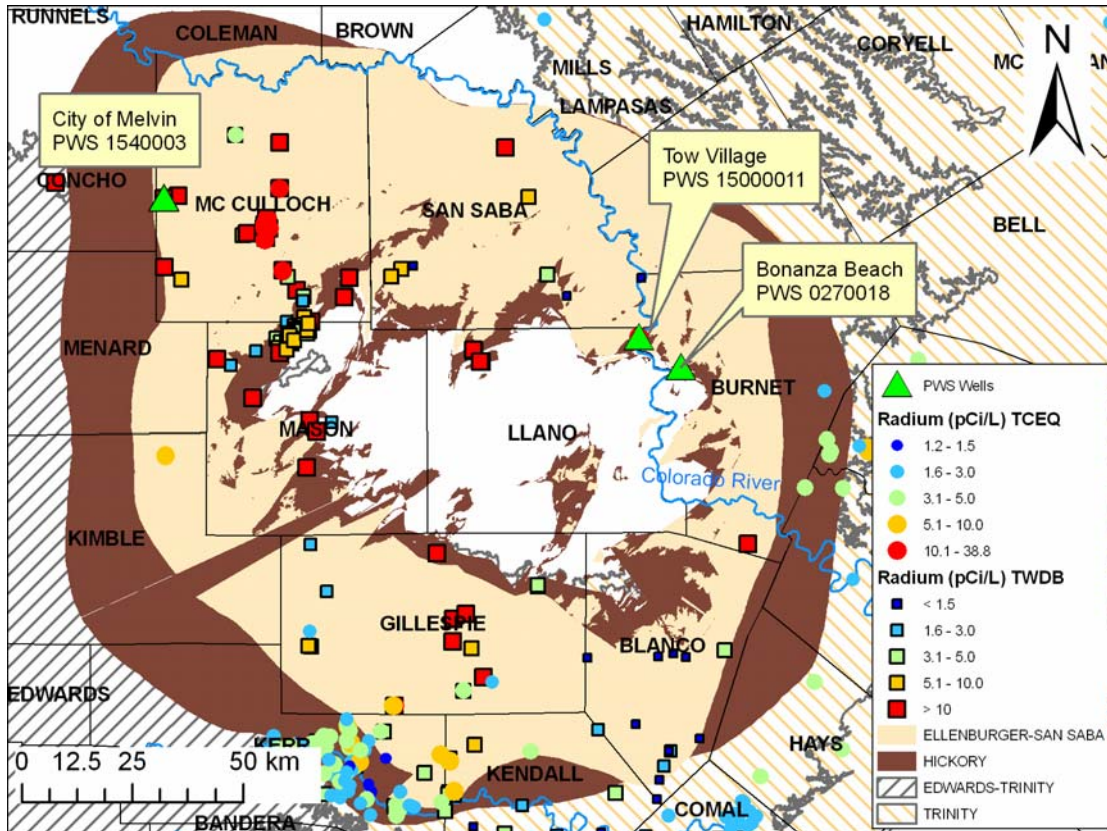 RUNNELS
COLEMAN
BROWN
HAMILTON
CORYELL
N
MILLS
LAMPASAS
City of Melvin
PWS 1540003
CONCHO
MC CULLOCH
SAN SABA
Tow Village
PWS 15000011
BELL
Bonanza Beach
PWS 0270018
MENARD
BURNET
MASON
LLANO
Colorado River
KIMBLE
GILLESPIE
BLANCO
EDWARDS
KERR
HAYS
0 12.5 25 50 km
KENDALL
COMAL
BANDERA
PWS Wells
Radium (pCi/L) TCEQ
1.2 - 1.5
1.6 - 3.0
3.1 - 5.0
5.1 - 10.0
10.1 - 38.8
Radium (pCi/L) TWDB
< 1.5
1.6 - 3.0
3.1 - 5.0
5.1 - 10.0
> 10
ELLENBURGER-SAN SABA
HICKORY
EDWARDS-TRINITY
TRINITY